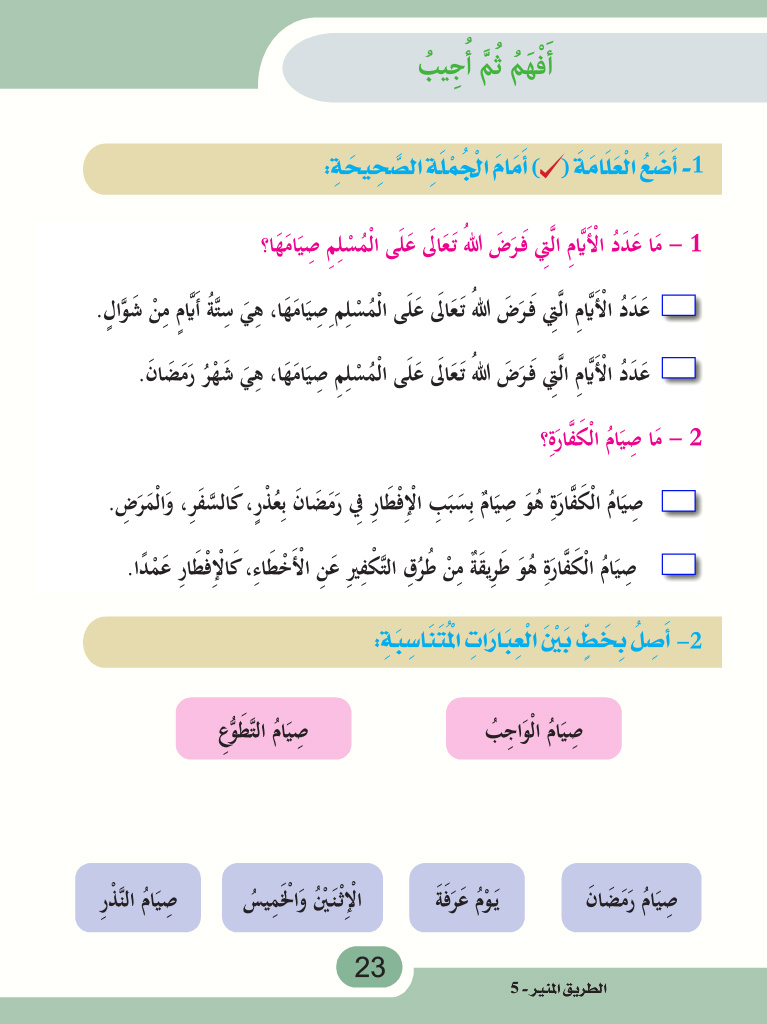 أَفْهَمُ ثُمَّ أُجِيبُ
1- أَضَعُ الْعَلَامَةَ (✓) أَمَامَ الْجُمْلَةِ الصَّحِيحَةِ:
1 – مَا عَدَدُ الْأَيَّامِ الَّتِي فَرَضَ اللهُ تَعَالَى عَلَى الْمُسْلِمِ صِيَامَهَا؟
عَدَدُ الْأَيَّامِ الَّتِي فَرَضَ اللهُ تَعَالَى عَلَى الْمُسْلِمِ صِيَامَهَا، هِيَ سِتَّةُ أَيَّامٍ مِنْ شَوَّالٍ.
عَدَدُ الْأَيَّامِ الَّتِي فَرَضَ اللهُ تَعَالَى عَلَى الْمُسْلِمِ صِيَامَهَا، هِيَ شَهْرُ رَمَضَانَ.
2 – مَا صِيَامُ الْكَفَّارَةِ؟
صِيَامُ الْكَفَّارَةِ هُوَ صِيَامٌ بِسَبَبِ الْإِفْطَارِ فِي رَمَضَانَ بِعُذْرٍ، كَالسَّفَرِ، وَالْمَرَضِ.
صِيَامُ الْكَفَّارَةِ هُوَ طَرِيقَةٌ مِنْ طُرُقِ التَّكْفِيرِ عَنِ الْأَخْطَاءِ، كَالْإِفْطَارِ عَمْدًا.
2- أَصِلُ بِخَطٍّ بَيْنَ الْعِبَارَاتِ الْمُتَنَاسِبَةِ:
صِيَامُ الْوَاجِبُ
صِيَامُ التَّطَوُّعِ
صِيَامُ رَمَضَانَ
يَوْمُ عَرَفَةَ
الْإِثْنَيْنُ وَالْخَمِيسُ
صِيَامُ النَّذْرِ
23
الطريق المنير - 5